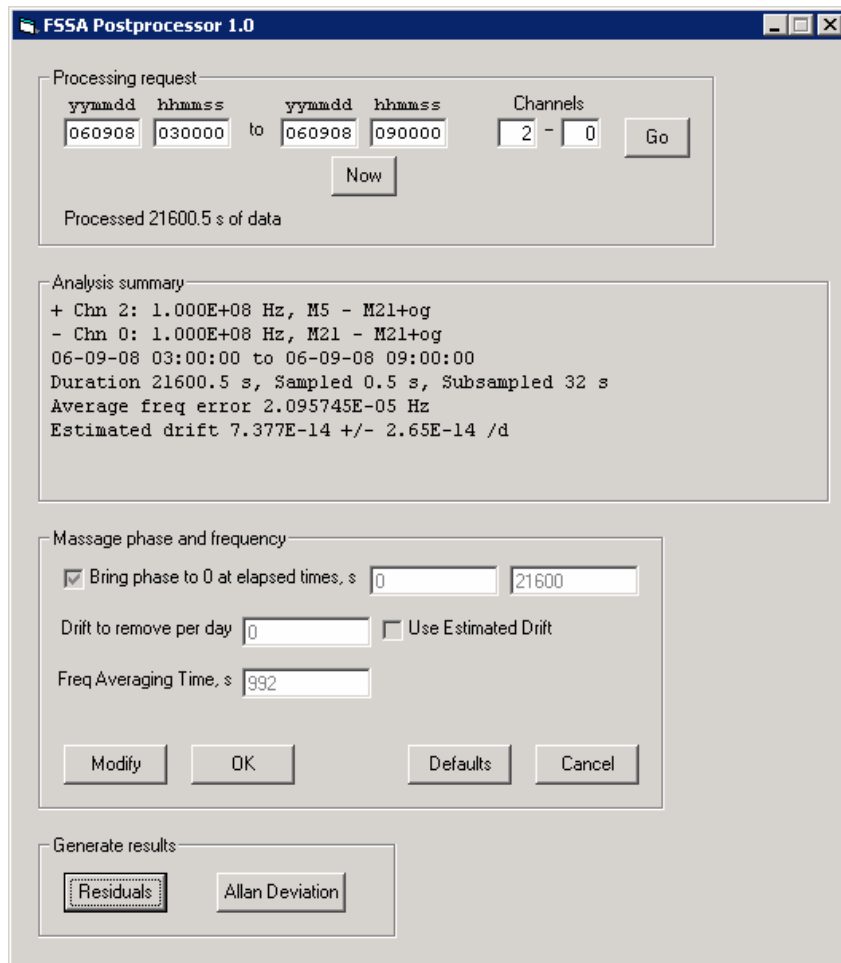 FSSA Postprocessor 1.0
Processing request
yymmdd hhmmss yymmdd hhmmss Channels
060908 030000 to 060908 090000 2 - 0 Go
Now
Processed 21600.5 s of data
Analysis summary
+ Chn 2: 1.000E+08 Hz, M5 - M21+og
- Chn 0: 1.000E+08 Hz, M21 - M21+og
06-09-08 03:00:00 to 06-09-08 09:00:00
Duration 21600.5 s, Sampled 0.5 s, Subsampled 32 s
Average freq error 2.095745E-05 Hz
Estimated drift 7.377E-14 +/- 2.65E-14 /d
Massage phase and frequency
Bring phase to 0 at elapsed times, s 0 21600
Drift to remove per day 0 Use Estimated Drift
Freq Averaging Time, s 992
Modify OK Defaults Cancel
Generate results
Residuals Allan Deviation